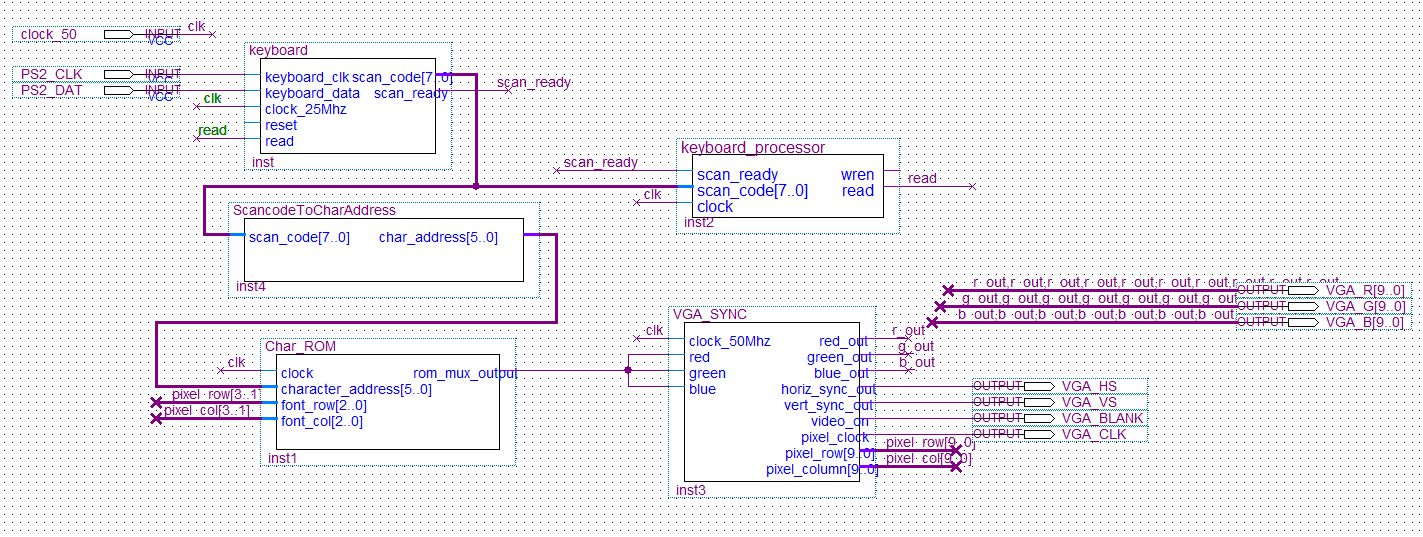 clock_50 INPUT VCC clk
PS2_CLK INPUT VCC
PS2_DAT INPUT VCC
clk
read
keyboard
keyboard_clk scan_code[7..0]
keyboard_data scan_ready
clock_25Mhz
reset
read
inst
scan_ready
keyboard_processor
scan_ready wren
scan_code[7..0] read
clock
inst2
scan_ready
clk
read
ScancodeToCharAddress
scan_code[7..0] char_address[5..0]
inst4
Char_ROM
clock rom_mux_output
character_address[5..0]
font_row[2..0]
font_col[2..0]
inst1
clk
pixel_row[3..1]
pixel_col[3..1]
VGA_SYNC
clock_50Mhz red_out
red green_out
green blue_out
blue horiz_sync_out
vert_sync_out
video_on
pixel_clock
pixel_row[9..0]
pixel_column[9..0]
inst3
clk
r_out
g_out
b_out
r_out,r_out,r_out,r_out,r_out,r_out,r_out,r_out,r_out,r_out OUTPUT VGA_R[9..0]
g_out,g_out,g_out,g_out,g_out,g_out,g_out OUTPUT VGA_G[9..0]
b_out,b_out,b_out,b_out,b_out,b_out,b_out OUTPUT VGA_B[9..0]
OUTPUT VGA_HS
OUTPUT VGA_VS
OUTPUT VGA_BLANK
OUTPUT VGA_CLK
pixel_row[9..0]
pixel_col[9..0]